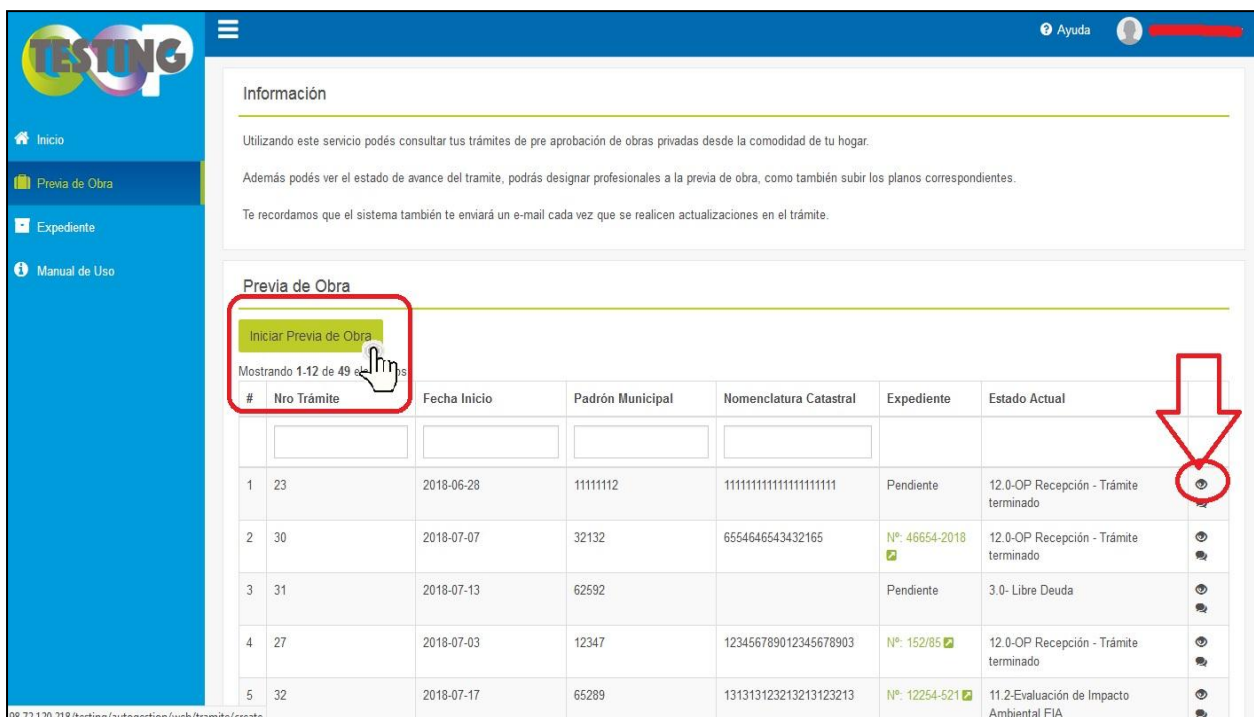 TESTING
OP
Ayuda
Inicio
Previa de Obra
Expediente
Manual de Uso
Información
Utilizando este servicio podés consultar tus trámites de pre aprobación de obras privadas desde la comodidad de tu hogar.
Además podés ver el estado de avance del tramite, podrás designar profesionales a la previa de obra, como también subir los planos correspondientes.
Te recordamos que el sistema también te enviará un e-mail cada vez que se realicen actualizaciones en el trámite.
Previa de Obra
Iniciar Previa de Obra
Mostrando 1-12 de 49
# Nro Trámite Fecha Inicio Padrón Municipal Nomenclatura Catastral Expediente Estado Actual
1 23 2018-06-28 11111112 Pendiente 12.0-OP Recepción - Trámite
terminado
2 30 2018-07-07 32132 6554646543432165 Nº: 46654-2018 12.0-OP Recepción - Trámite
terminado
3 31 2018-07-13 62592 Pendiente 3.0- Libre Deuda
4 27 2018-07-03 12347 123456789012345678903 Nº: 152/85 12.0-OP Recepción - Trámite
terminado
5 32 2018-07-17 65289 131313123213213123213 Nº: 12254-521 11.2-Evaluación de Impacto
Ambiental EIA